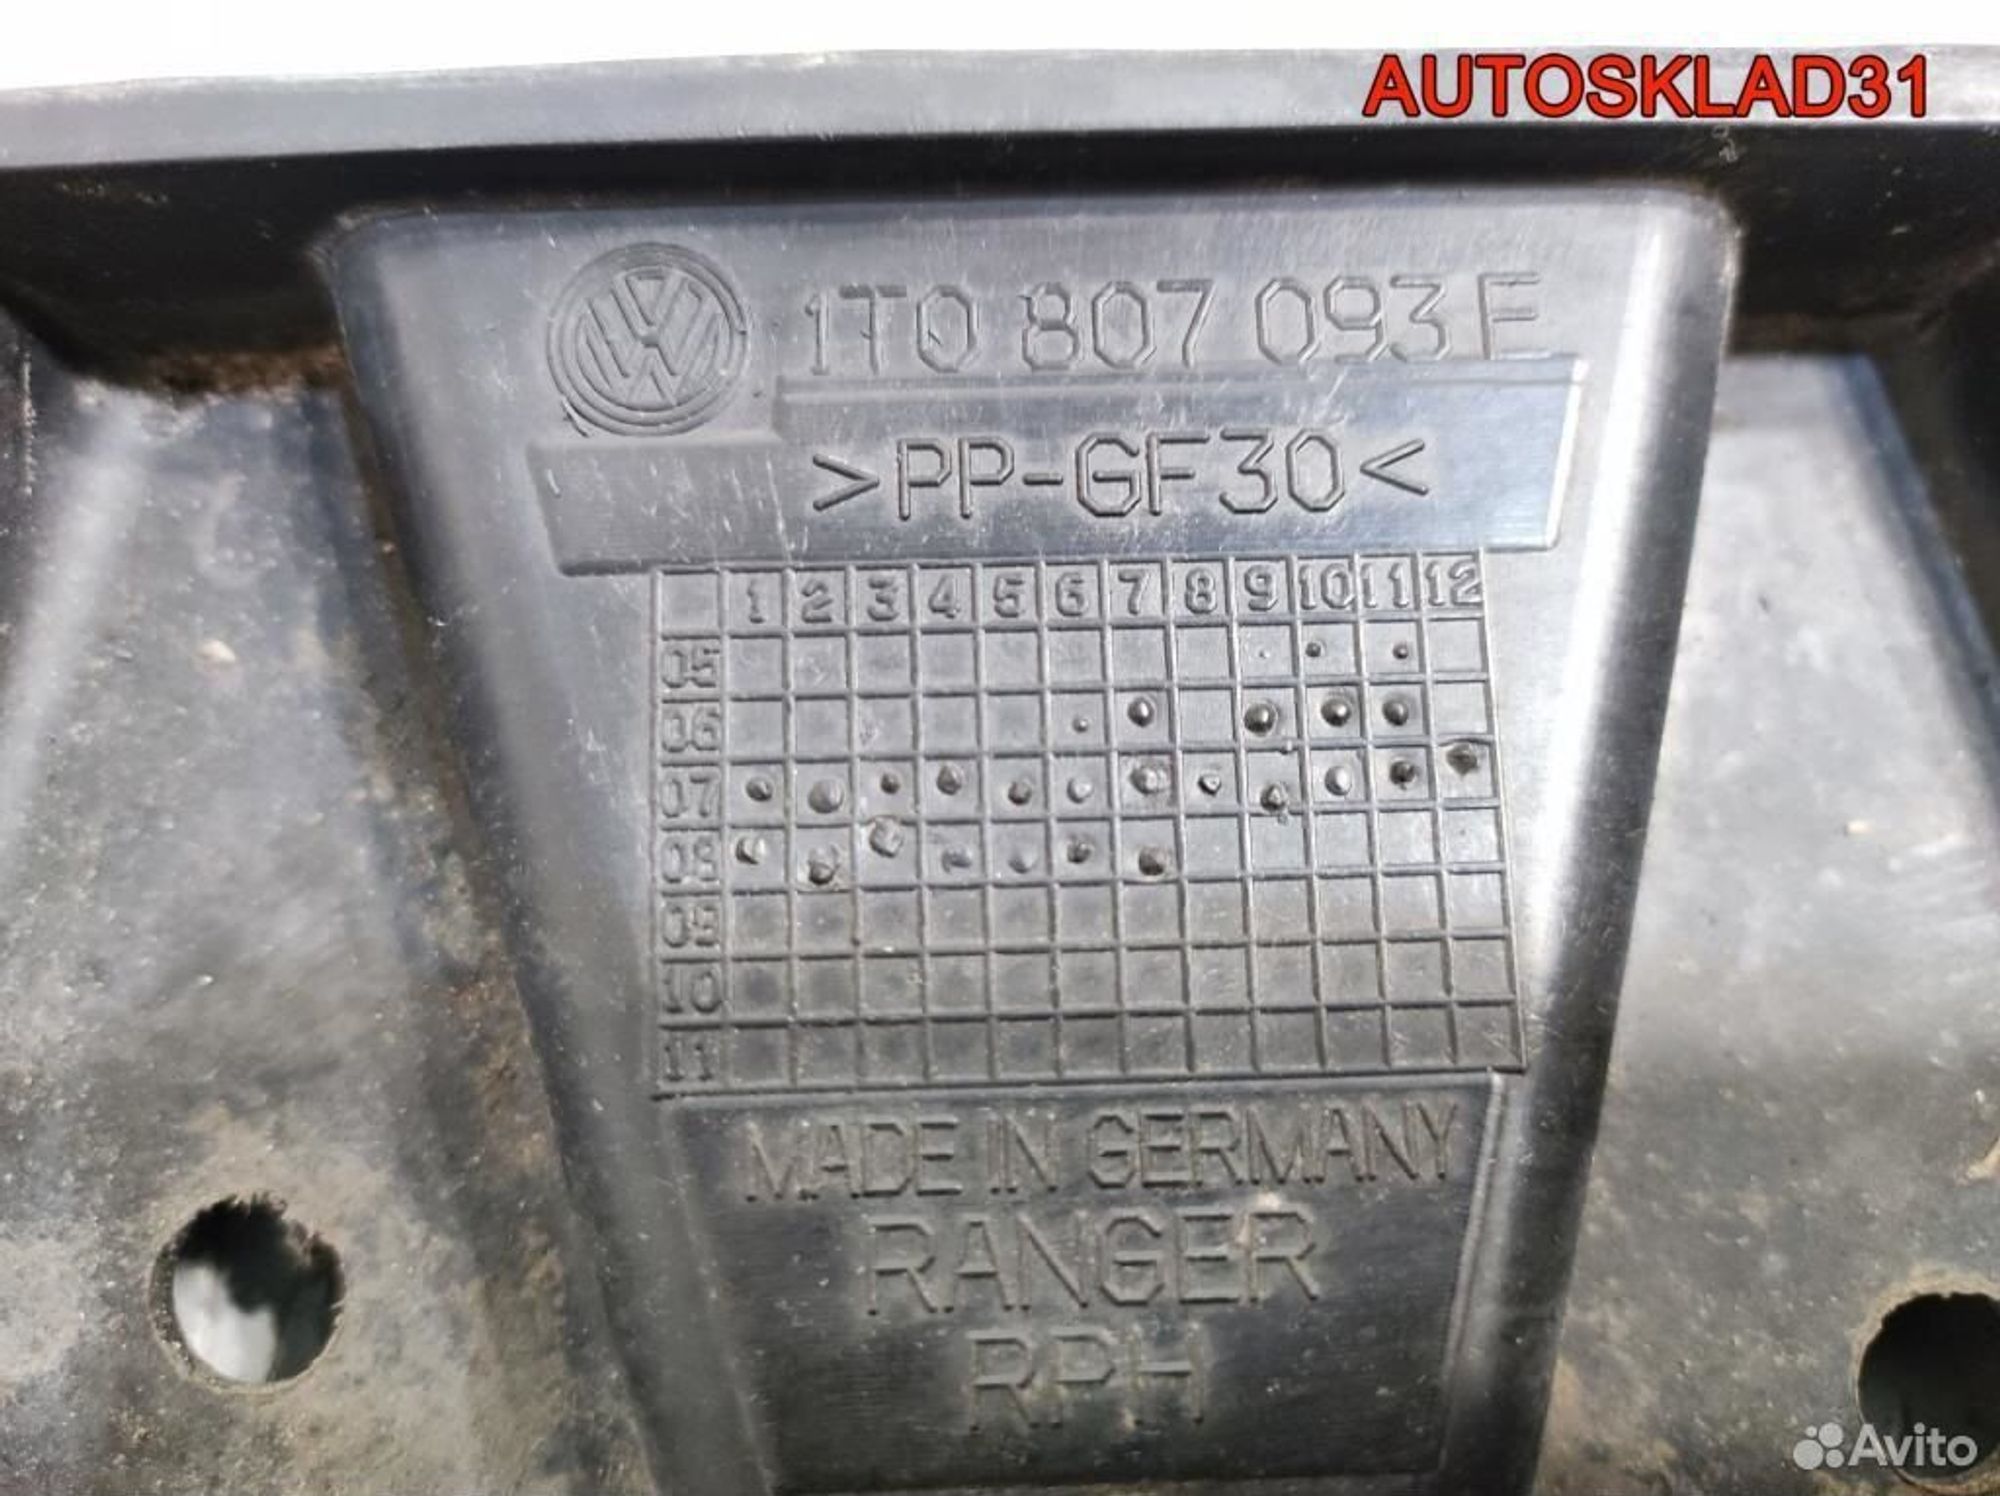 AUTOSKLAD31
1T0 807 093 E
>PP-GF30<
1 2 3 4 5 6 7 8 9 10 11 12
05
06
07
08
09
10
11
MADE IN GERMANY
RANGER
RPH
Avito